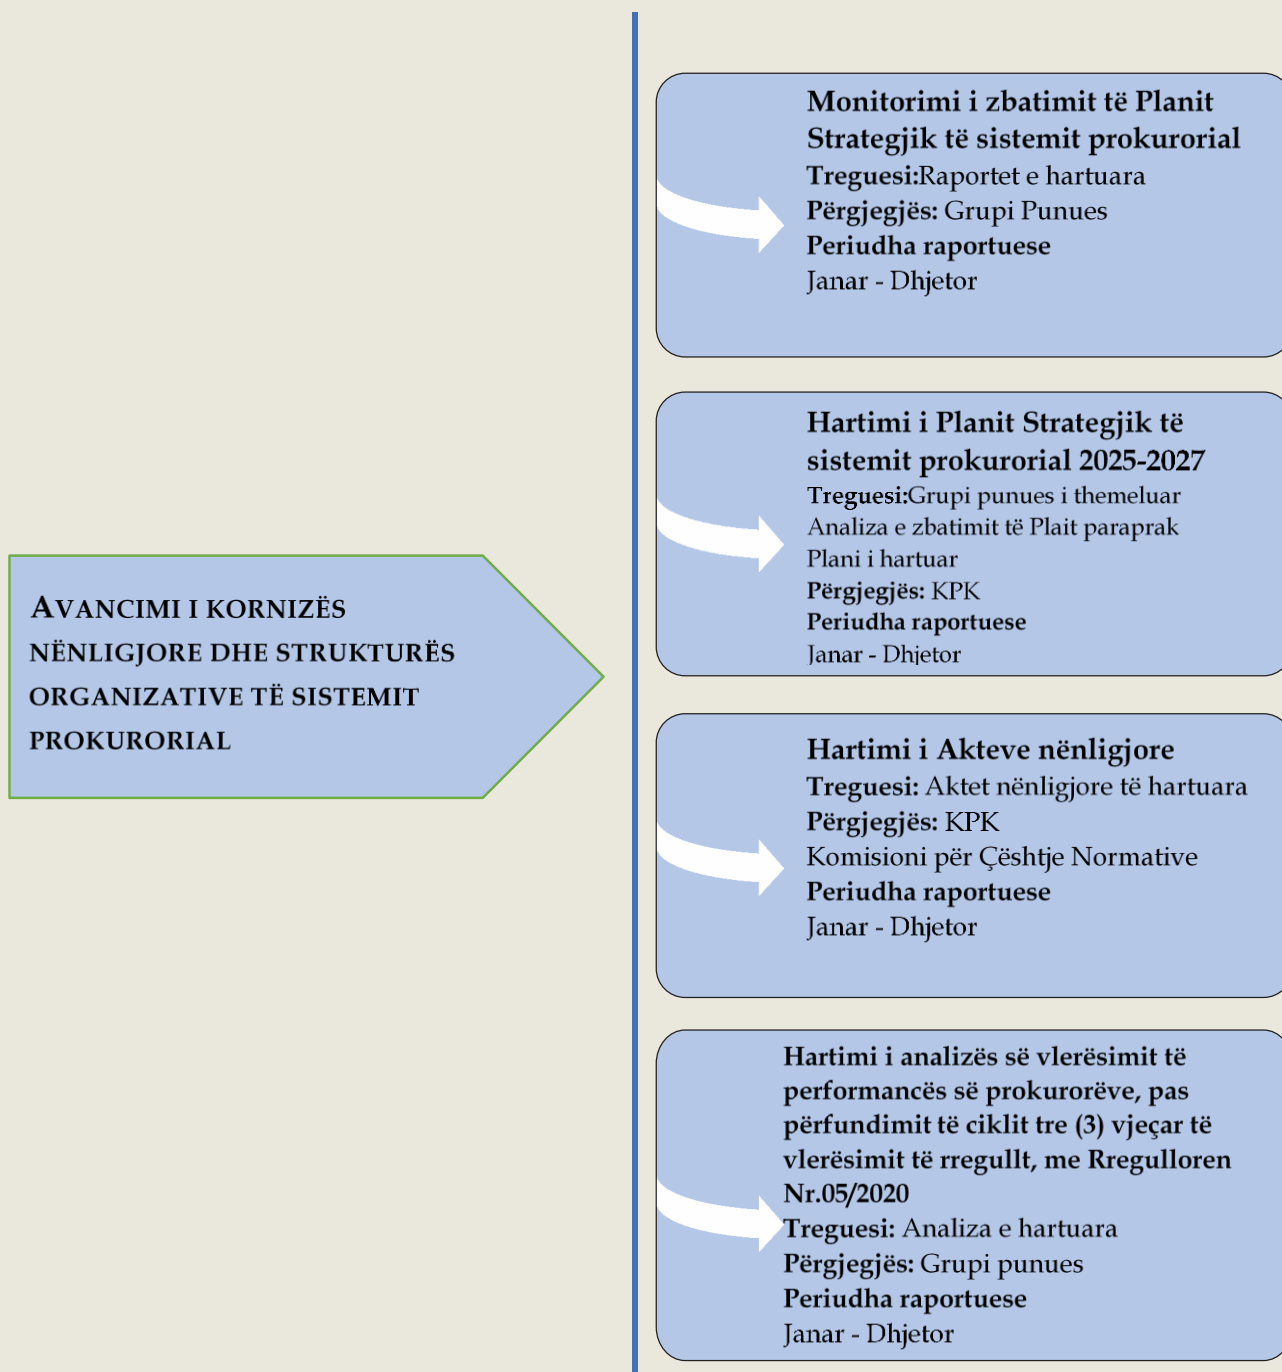 AVANCIMI I KORNIZËS
NËNLIGJORE DHE STRUKTURËS
ORGANIZATIVE TË SISTEMIT
PROKURORIAL
Monitorimi i zbatimit të Planit
Strategjik të sistemit prokurorial
Treguesi:Raportet e hartuara
Përgjegjës: Grupi Punues
Periudha raportuese
Janar - Dhjetor
Hartimi i Planit Strategjik të
sistemit prokurorial 2025-2027
Treguesi:Grupi punues i themeluar
Analiza e zbatimit të Plait paraprak
Plani i hartuar
Përgjegjës: KPK
Periudha raportuese
Janar - Dhjetor
Hartimi i Akteve nënligjore
Treguesi: Aktet nënligjore të hartuara
Përgjegjës: KPK
Komisioni për Çështje Normative
Periudha raportuese
Janar - Dhjetor
Hartimi i analizës së vlerësimit të
performancës së prokurorëve, pas
përfundimit të ciklit tre (3) vjeçar të
vlerësimit të rregullt, me Rregulloren
Nr.05/2020
Treguesi: Analiza e hartuara
Përgjegjës: Grupi punues
Periudha raportuese
Janar - Dhjetor